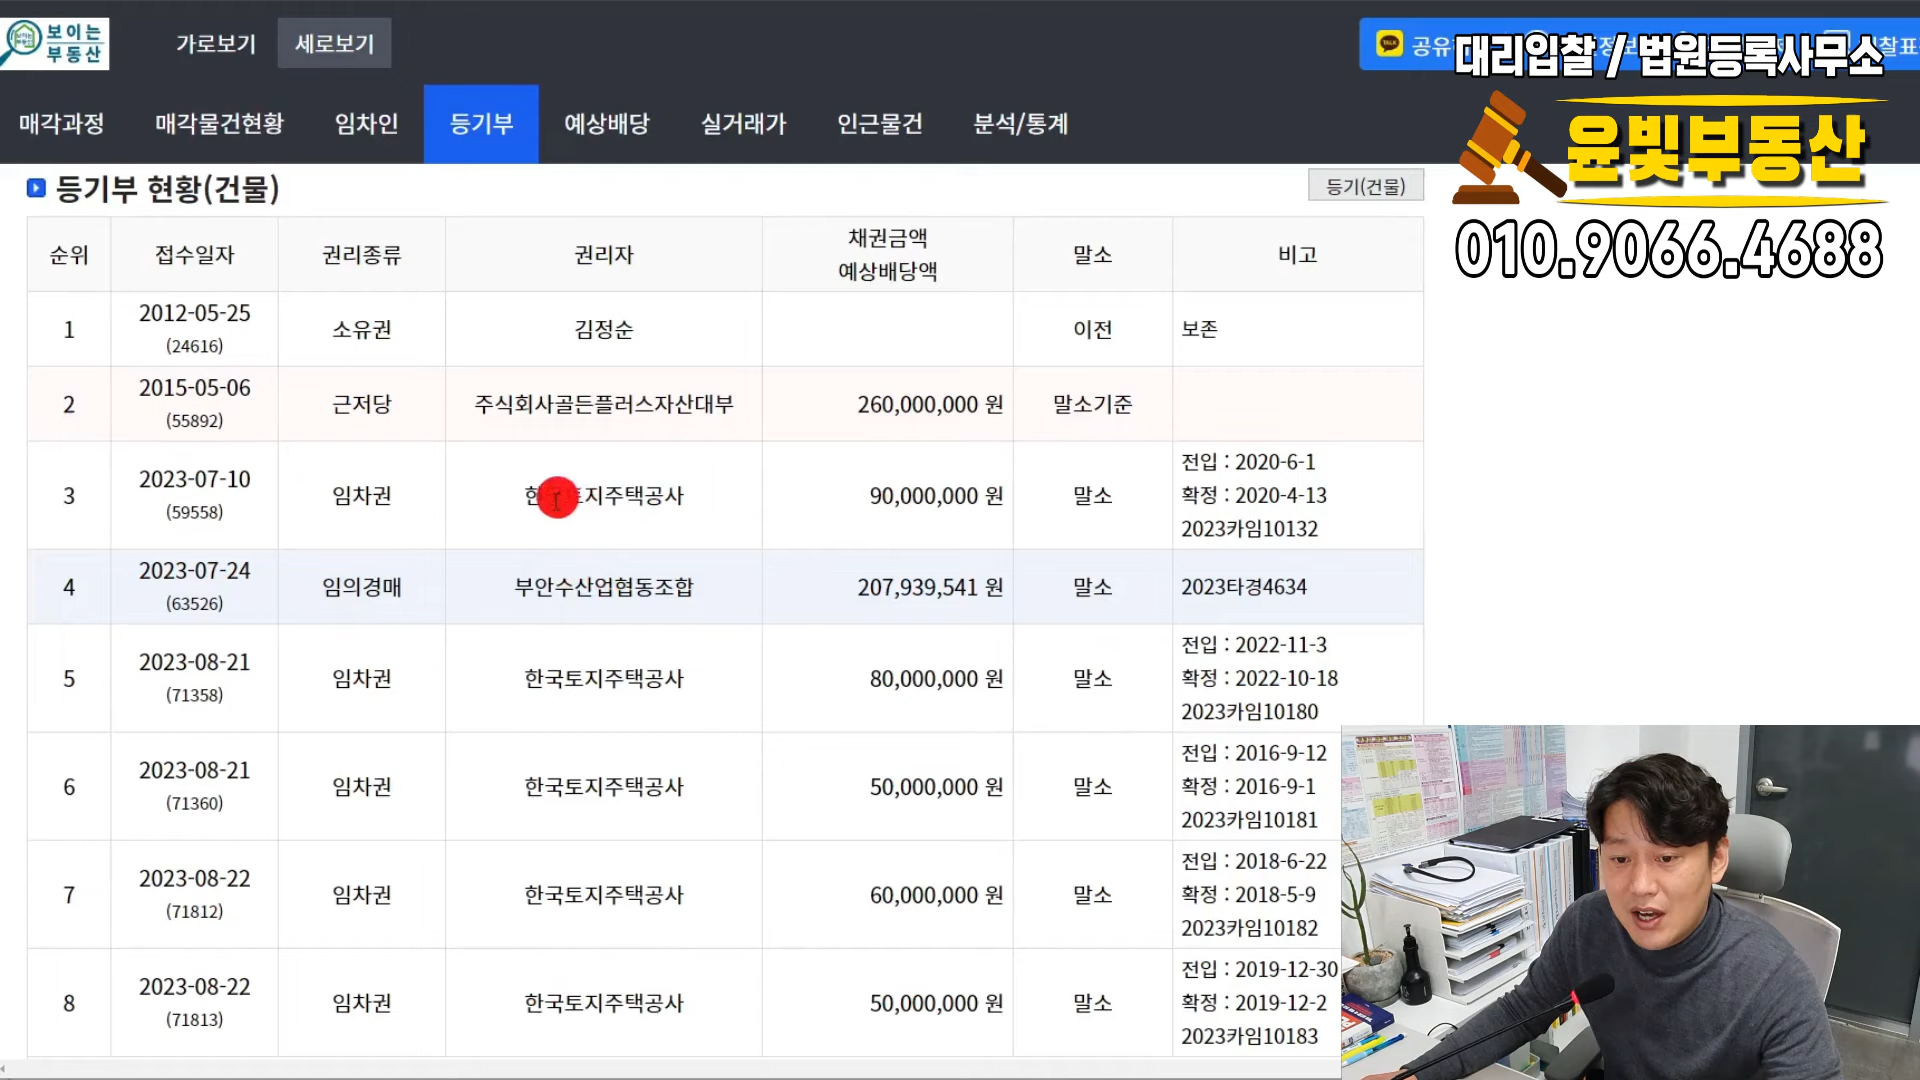 보이는
부동산
가로보기
세로보기
대리입찰 / 법원등록사무소
매각과정
매각물건현황
임차인
등기부
예상배당
실거래가
인근물건
분석/통계
윤빛부동산
010.9066.4688
등기부 현황(건물)
등기(건물)
순위 접수일자 권리종류 권리자 채권금액 말소 비고
예상배당액
1 2012-05-25 소유권 김정순 이전 보존
(24616)
2 2015-05-06 근저당 주식회사골든플러스자산대부 260,000,000 원 말소기준
(55892)
3 2023-07-10 임차권 한국토지주택공사 90,000,000 원 말소 전입 : 2020-6-1
(59558) 확정 : 2020-4-13
2023카임10132
4 2023-07-24 임의경매 부안수산업협동조합 207,939,541 원 말소 2023타경4634
(63526)
5 2023-08-21 임차권 한국토지주택공사 80,000,000 원 말소 전입 : 2022-11-3
(71358) 확정 : 2022-10-18
2023카임10180
6 2023-08-21 임차권 한국토지주택공사 50,000,000 원 말소 전입 : 2016-9-12
(71360) 확정 : 2016-9-1
2023카임10181
7 2023-08-22 임차권 한국토지주택공사 60,000,000 원 말소 전입 : 2018-6-22
(71812) 확정 : 2018-5-9
2023카임10182
8 2023-08-22 임차권 한국토지주택공사 50,000,000 원 말소 전입 : 2019-12-30
(71813) 확정 : 2019-12-2
2023카임10183